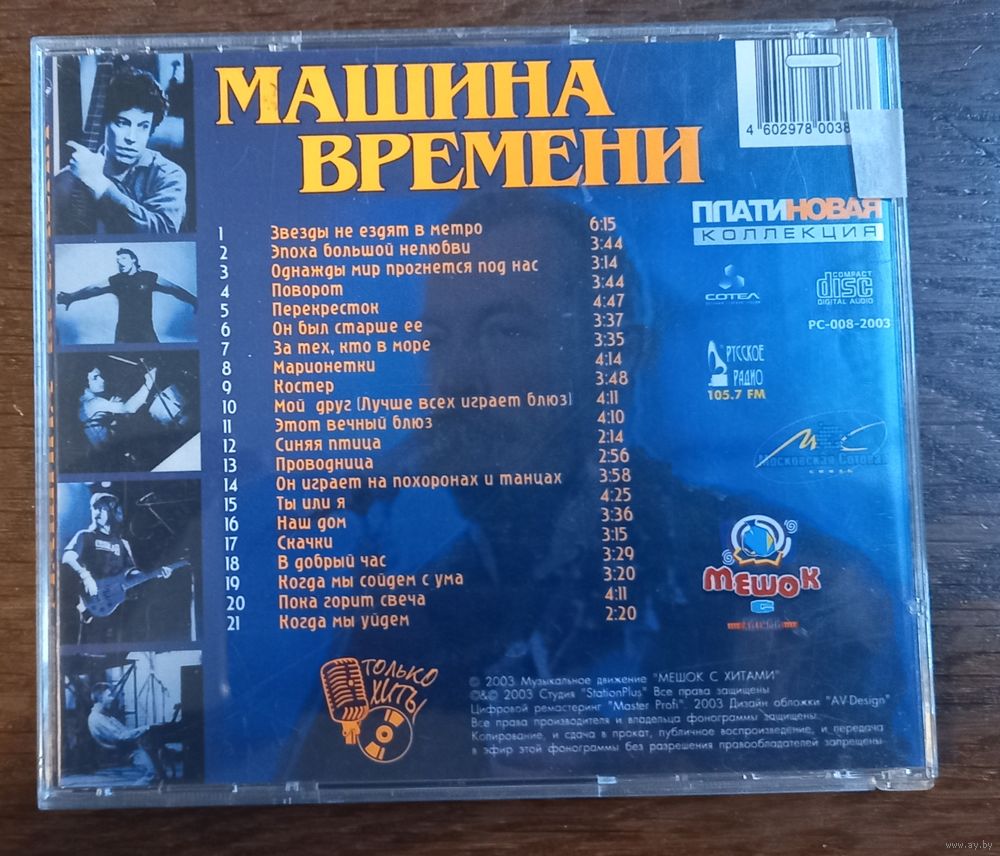 МАШИНА
ВРЕМЕНИ
4 602978 0038
ПЛАТИНОВАЯ
КОЛЛЕКЦИЯ
СОТЕЛ
COMPACT
disc
DIGITAL AUDIO
РС-008-2003
РУССКОЕ
РАДИО
105.7 FM
Московская Сотовая
СВЯЗЬ
МЕШОК
1 Звезды не ездят в метро 6:15
2 Эпоха большой нелюбви 3:44
3 Однажды мир прогнется под нас 3:14
4 Поворот 3:44
5 Перекресток 4:47
6 Он был старше ее 3:37
7 За тех, кто в море 3:35
8 Марионетки 4:14
9 Костер 3:48
10 Мой друг (Лучше всех играет блюз) 4:11
11 Этот вечный блюз 4:10
12 Синяя птица 2:14
13 Проводница 2:56
14 Он играет на похоронах и танцах 3:58
15 Ты или я 4:25
16 Наш дом 3:36
17 Скачки 3:15
18 В добрый час 3:29
19 Когда мы сойдем с ума 3:20
20 Пока горит свеча 4:11
21 Когда мы уйдем 2:20
ТОЛЬКО
ХИТЫ
© 2003 Музыкальное движение "МЕШОК С ХИТАМИ"
©&© 2003 Студия "StationPlus" Все права защищены
Цифровой ремастеринг "Master Profi". 2003 Дизайн обложки "AV-Design"
Все права производителя и владельца фонограммы защищены.
Копирование, и сдача в прокат, публичное воспроизведение, и передача
в эфир этой фонограммы без разрешения правообладателей запрещены
www.ay.by